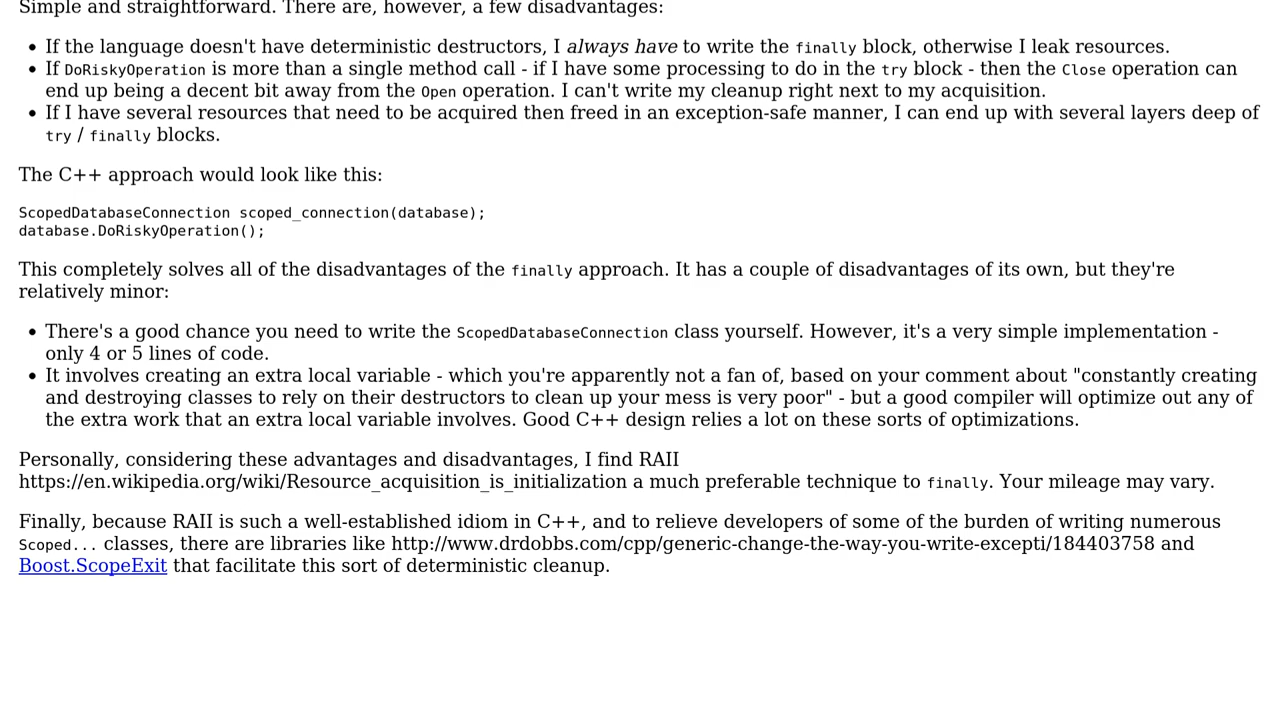 Simple and straightforward. There are, however, a few disadvantages:
• If the language doesn't have deterministic destructors, I always have to write the finally block, otherwise I leak resources.
• If DoRiskyOperation is more than a single method call - if I have some processing to do in the try block - then the Close operation can
end up being a decent bit away from the Open operation. I can't write my cleanup right next to my acquisition.
• If I have several resources that need to be acquired then freed in an exception-safe manner, I can end up with several layers deep of
try / finally blocks.
The C++ approach would look like this:
ScopedDatabaseConnection scoped_connection(database);
database.DoRiskyOperation();
This completely solves all of the disadvantages of the finally approach. It has a couple of disadvantages of its own, but they're
relatively minor:
• There's a good chance you need to write the ScopedDatabaseConnection class yourself. However, it's a very simple implementation -
only 4 or 5 lines of code.
• It involves creating an extra local variable - which you're apparently not a fan of, based on your comment about "constantly creating
and destroying classes to rely on their destructors to clean up your mess is very poor" - but a good compiler will optimize out any of
the extra work that an extra local variable involves. Good C++ design relies a lot on these sorts of optimizations.
Personally, considering these advantages and disadvantages, I find RAII
https://en.wikipedia.org/wiki/Resource_acquisition_is_initialization a much preferable technique to finally. Your mileage may vary.
Finally, because RAII is such a well-established idiom in C++, and to relieve developers of some of the burden of writing numerous
Scoped... classes, there are libraries like http://www.drdobbs.com/cpp/generic-change-the-way-you-write-excepti/184403758 and
Boost.ScopeExit that facilitate this sort of deterministic cleanup.